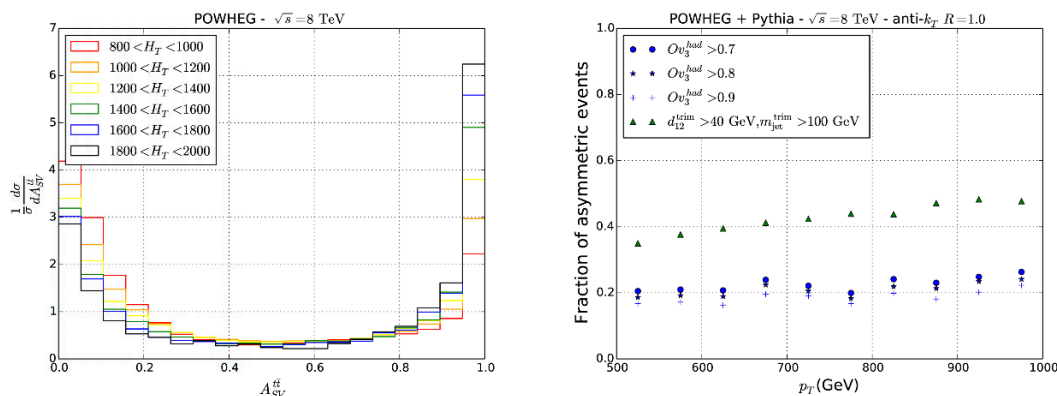 POWHEG - √s =8 TeV
800 <H_T <1000
1000 <H_T <1200
1200 <H_T <1400
1400 <H_T <1600
1600 <H_T <1800
1800 <H_T <2000
7
6
5
4
3
2
1
0
1/σ dσ/dA_SV^{tt̄}
0.0 0.2 0.4 0.6 0.8 1.0
A_SV^{tt̄}
POWHEG + Pythia - √s =8 TeV - anti-k_T R=1.0
Ov_3^{had} >0.7
Ov_3^{had} >0.8
Ov_3^{had} >0.9
d_12^{trim} >40 GeV,m_jet^{trim} >100 GeV
1.0
0.8
0.6
0.4
0.2
0.0
Fraction of asymmetric events
500 600 700 800 900 1000
p_T(GeV)